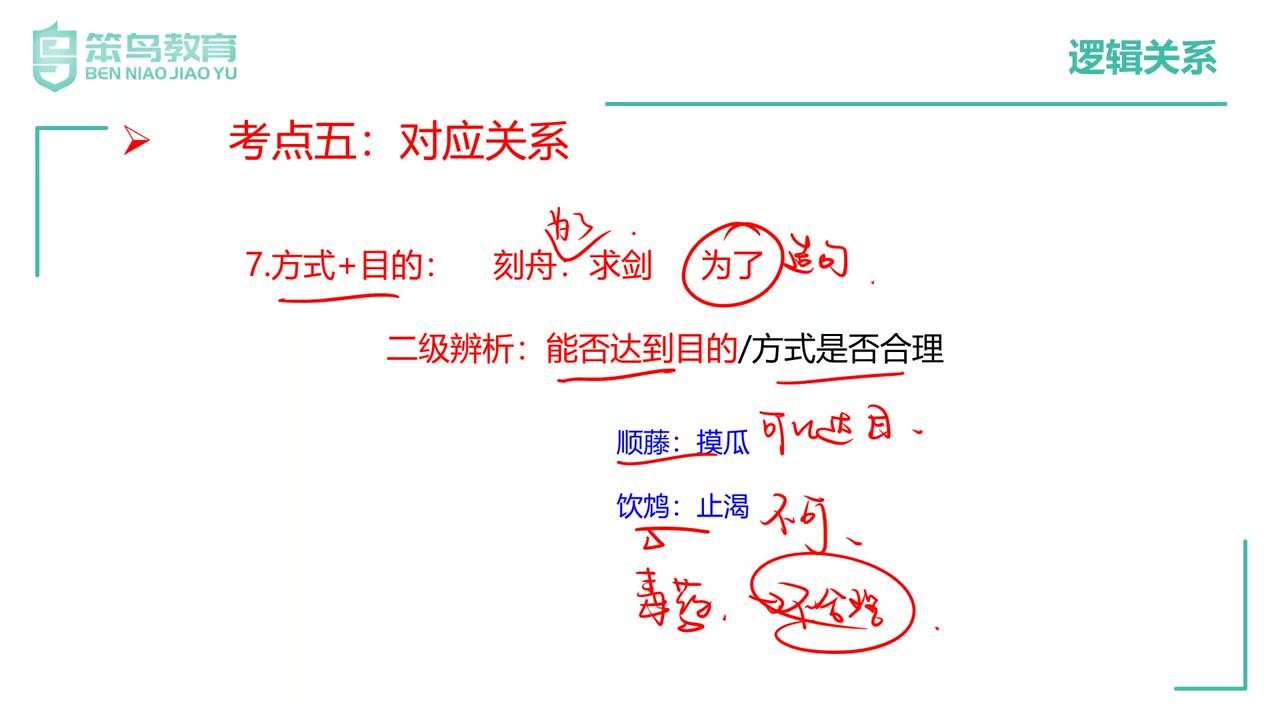 笨鸟教育
BEN NIAO JIAO YU
逻辑关系
考点五：对应关系
为了
7.方式+目的： 刻舟：求剑 为了 造句
二级辨析：能否达到目的/方式是否合理
顺藤：摸瓜 可以达目
饮鸩：止渴 不可
毒药 不合理